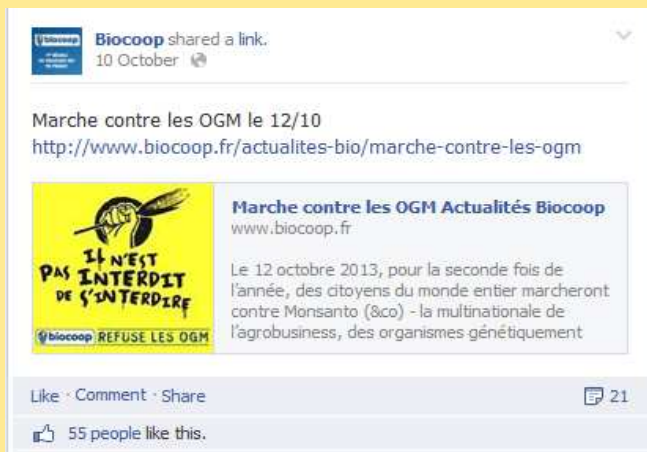 Biocoop shared a link.
10 October
Marche contre les OGM le 12/10
http://www.biocoop.fr/actualites-bio/marche-contre-les-ogm
IL N'EST
PAS INTERDIT
DE S'INTERDIRE
biocoop REFUSE LES OGM
Marche contre les OGM Actualités Biocoop
www.biocoop.fr
Le 12 octobre 2013, pour la seconde fois de
l'année, des citoyens du monde entier marcheront
contre Monsanto (&co) - la multinationale de
l'agrobusiness, des organismes génétiquement
Like · Comment · Share
21
55 people like this.